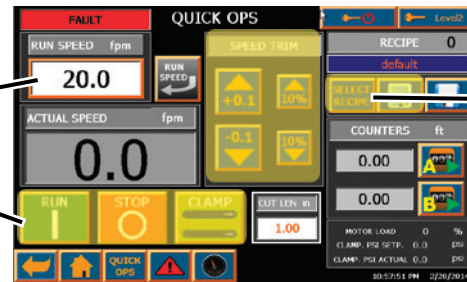 FAULT
QUICK OPS
Level2
RUN SPEED fpm
SPEED TRIM
RECIPE 0
default
20.0
RUN
SPEED
+0.1
10%
SELECT
RECIPE
ACTUAL SPEED fpm
-0.1
10%
COUNTERS ft
0.0
0.00
A
RUN
STOP
CLAMP
CUT LEN in
1.00
0.00
B
MOTOR LOAD 0 %
CLAMP. PSI SETP. 0.0 psi
CLAMP. PSI ACTUAL 0.0 psi
QUICK
OPS
10:57:51 PM 2/20/201